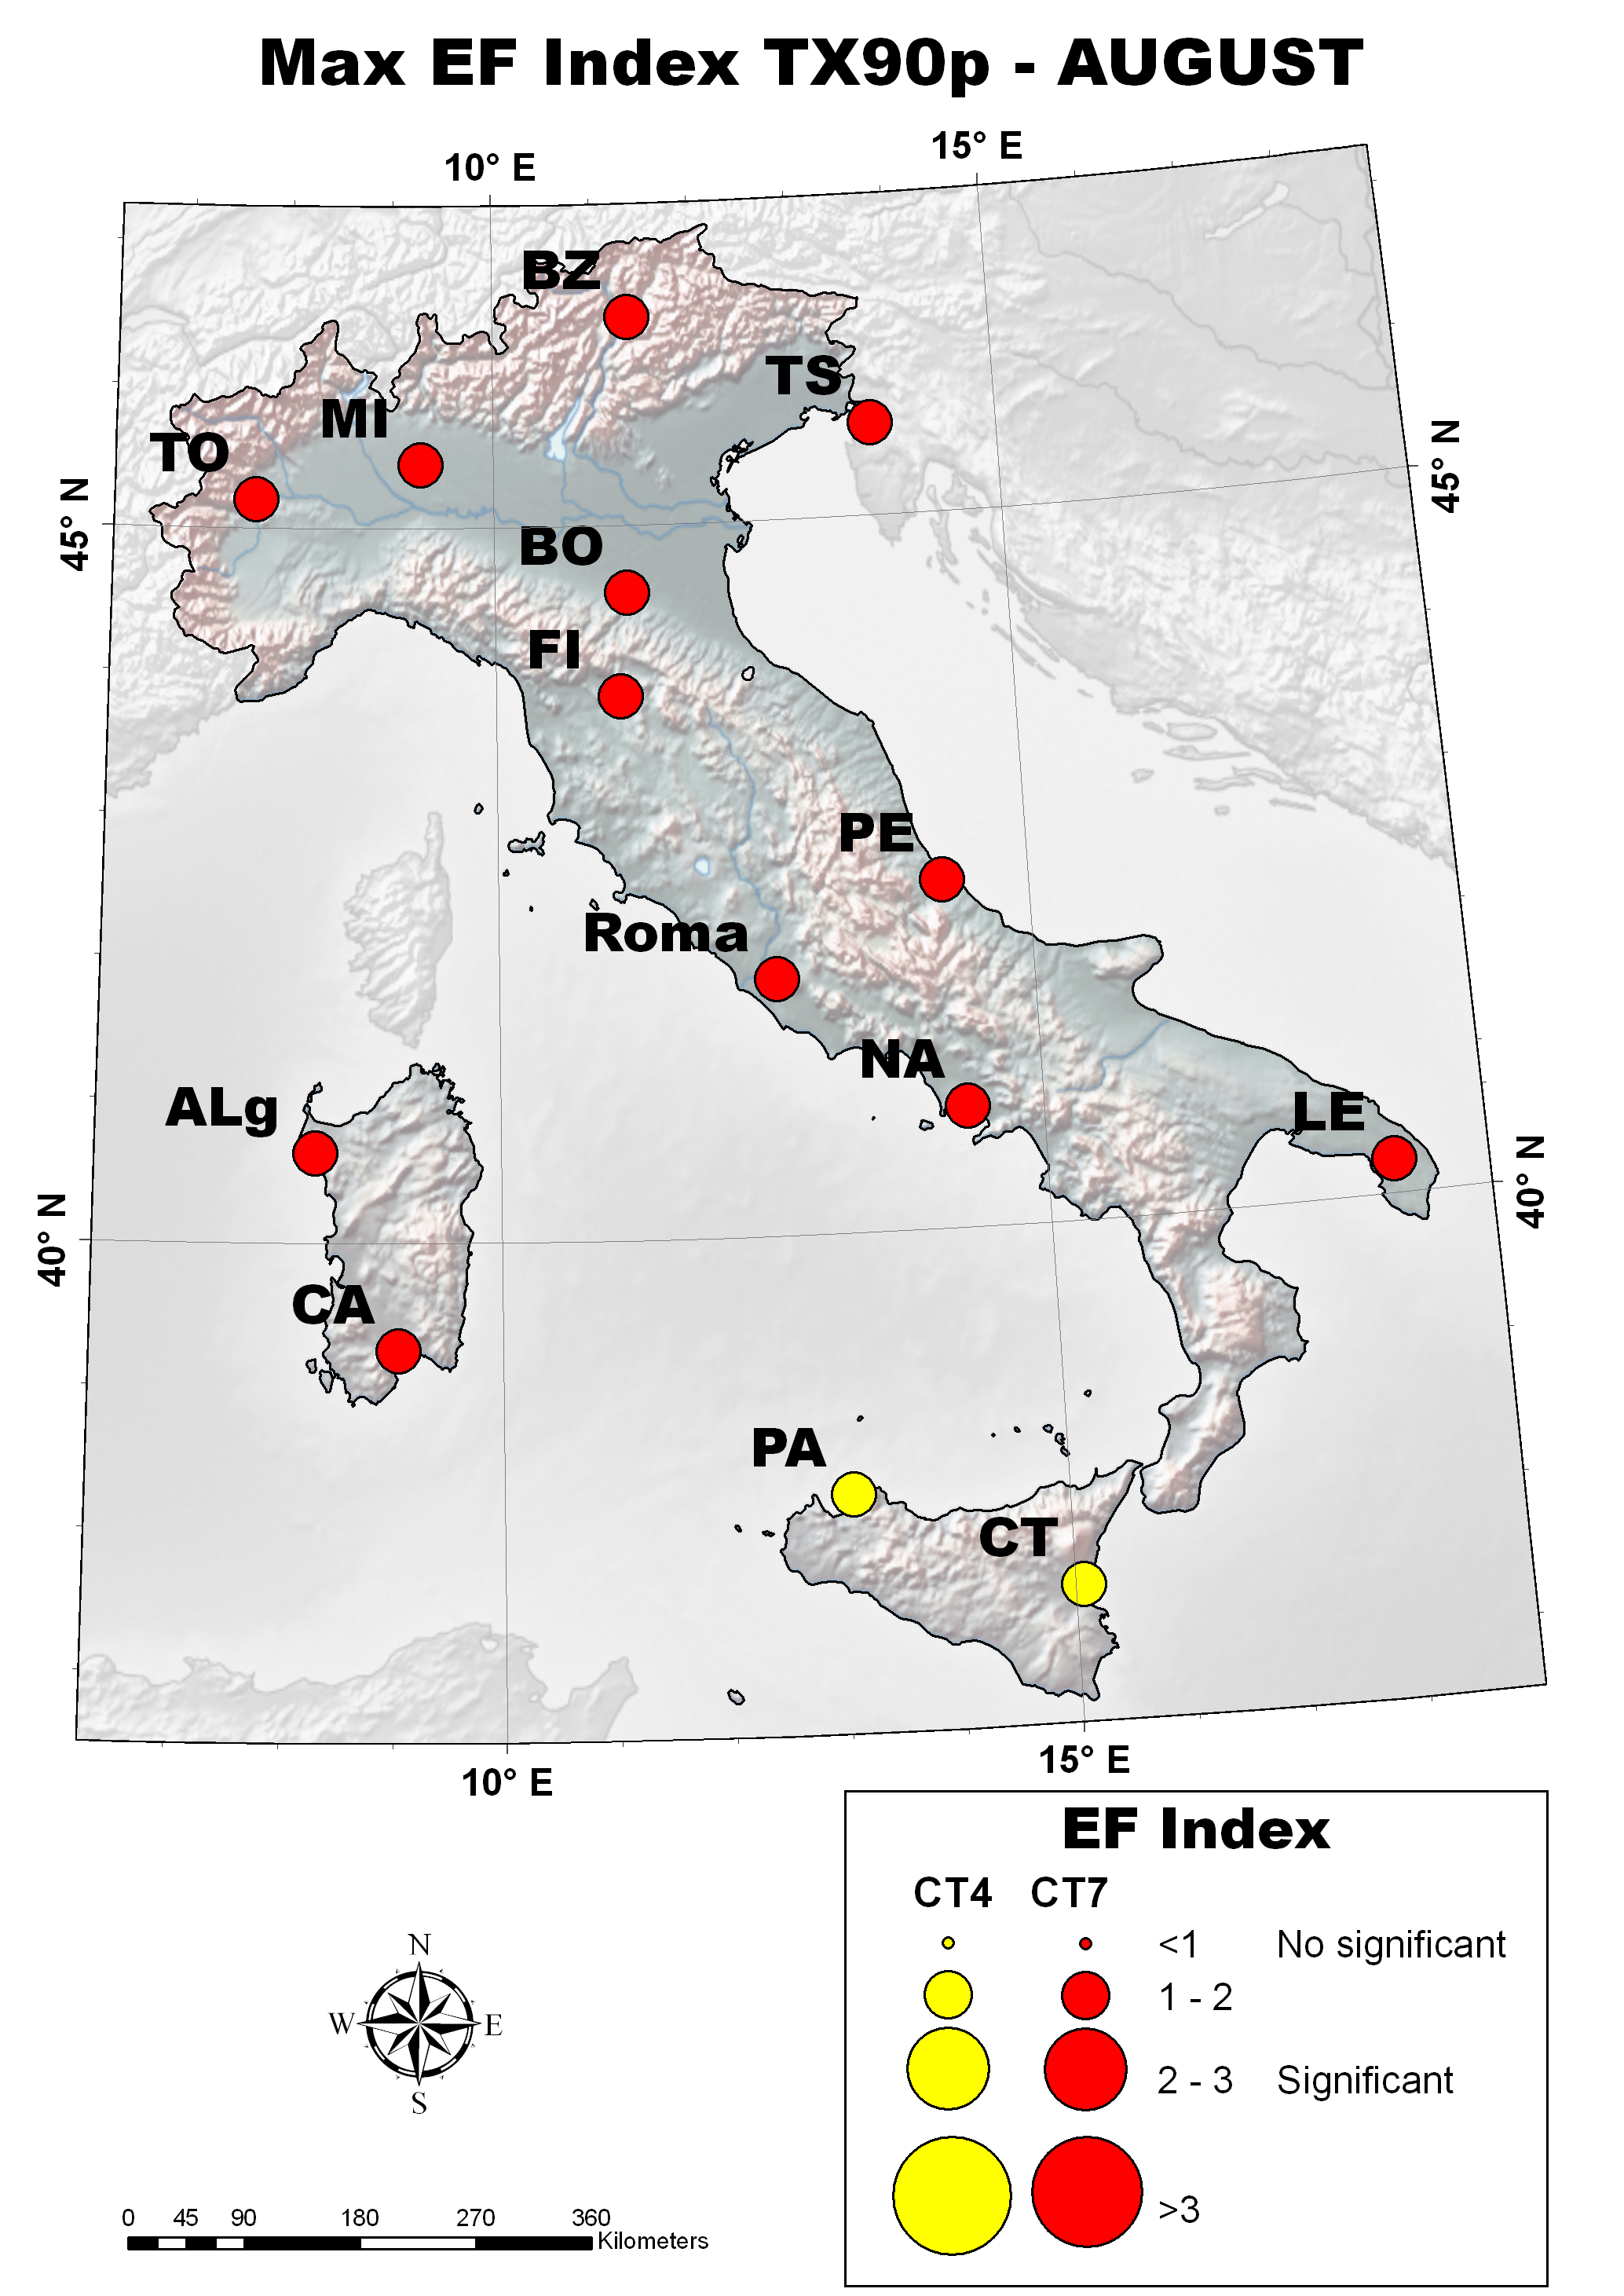 Max EF Index TX90p - AUGUST
15° E
10° E
BZ
TS
MI
TO
45° N
45° N
BO
FI
PE
Roma
NA
ALg
LE
40° N
40° N
CA
PA
CT
15° E
10° E
EF Index
CT4 CT7
<1 No significant
1 - 2
2 - 3 Significant
>3
N
W E
S
0 45 90 180 270 360
Kilometers